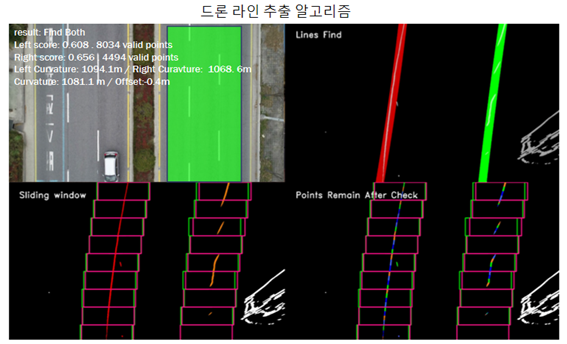 드론 라인 추출 알고리즘
result: Find Both
Left score: 0.608 . 8034 valid points
Right score: 0.656 | 4494 valid points
Left Curvature: 1094.1m / Right Curavture: 1068. 6m
Curvature: 1081.1 m / Offset:-0.4m
Lines Find
Sliding window
Points Remain After Check